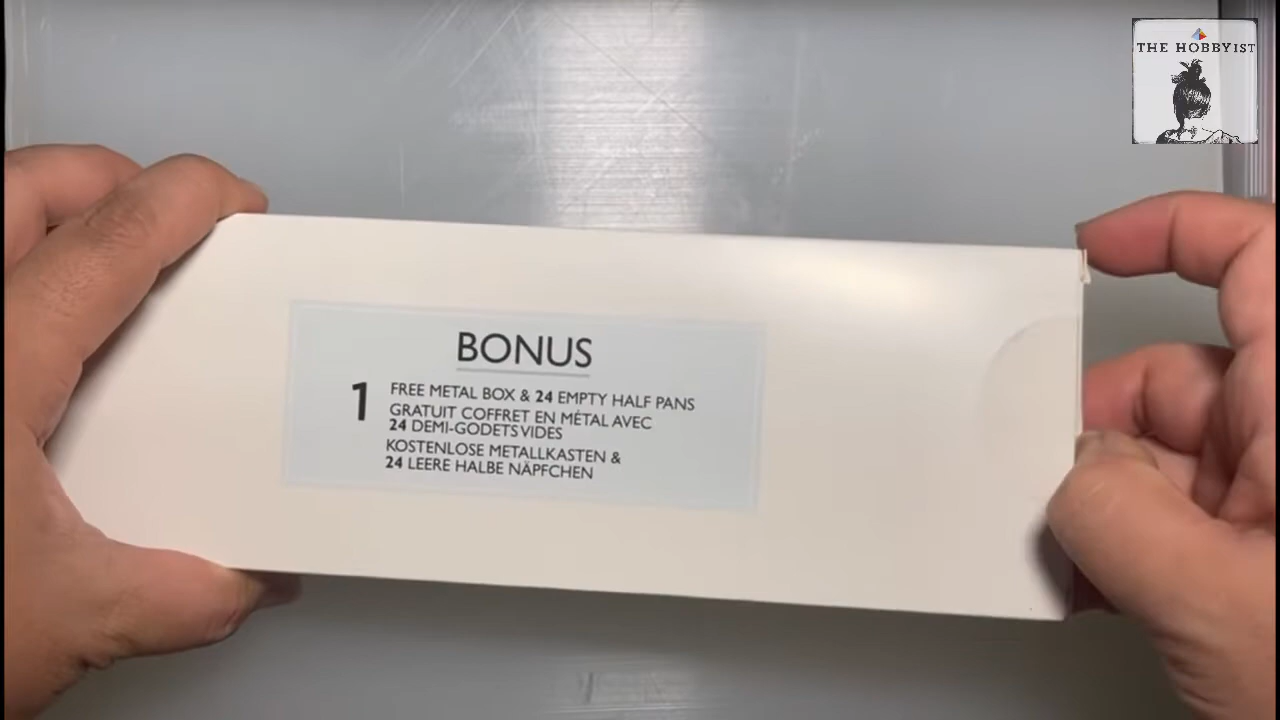 THE HOBBYIST
BONUS
1 FREE METAL BOX & 24 EMPTY HALF PANS
GRATUIT COFFRET EN MÉTAL AVEC
24 DEMI-GODETS VIDES
KOSTENLOSE METALLKASTEN &
24 LEERE HALBE NÄPFCHEN